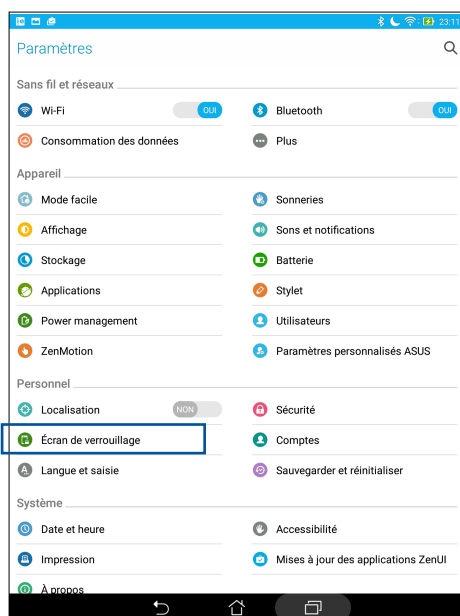 23:11
Paramètres
Sans fil et réseaux
Wi-Fi OUI Bluetooth OUI
Consommation des données Plus
Appareil
Mode facile Sonneries
Affichage Sons et notifications
Stockage Batterie
Applications Stylet
Power management Utilisateurs
ZenMotion Paramètres personnalisés ASUS
Personnel
Localisation NON Sécurité
Écran de verrouillage Comptes
A Langue et saisie Sauvegarder et réinitialiser
Système
Date et heure Accessibilité
Impression Mises à jour des applications ZenUI
À propos